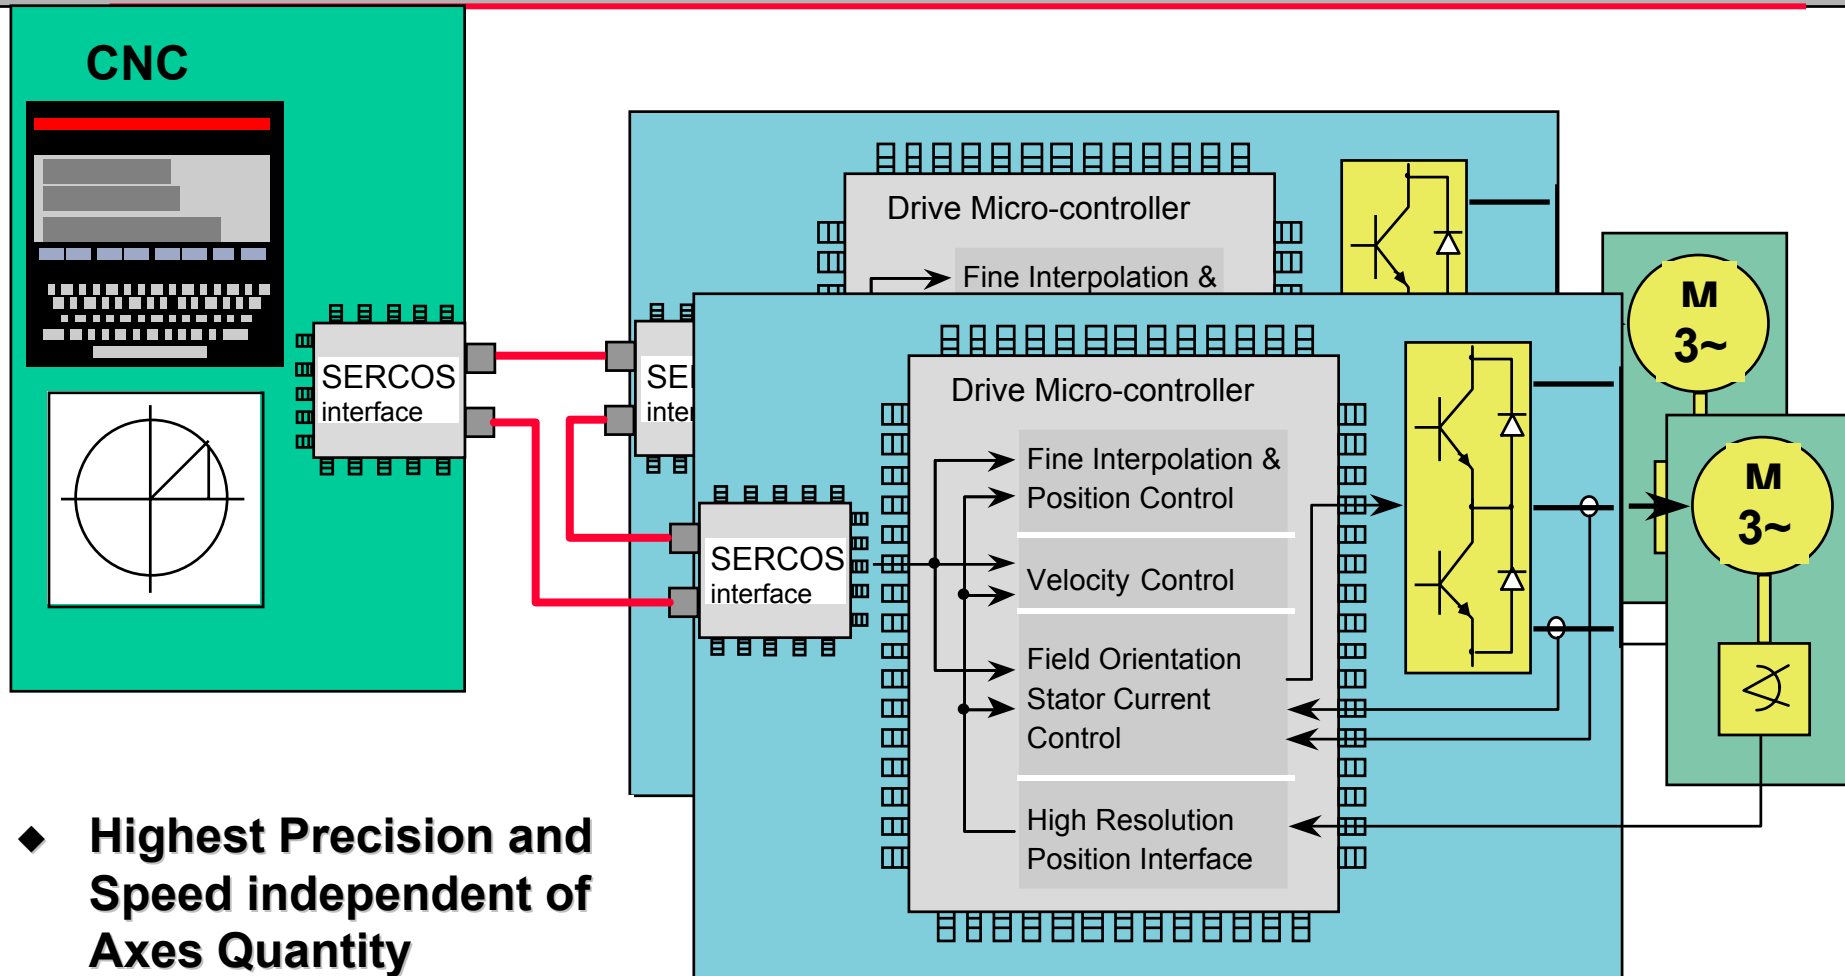 CNC
SERCOS
interface
Drive Micro-controller
Fine Interpolation &
M
3~
SERCOS
interface
Drive Micro-controller
Fine Interpolation &
Position Control
Velocity Control
Field Orientation
Stator Current
Control
High Resolution
Position Interface
M
3~
Highest Precision and
Speed independent of
Axes Quantity